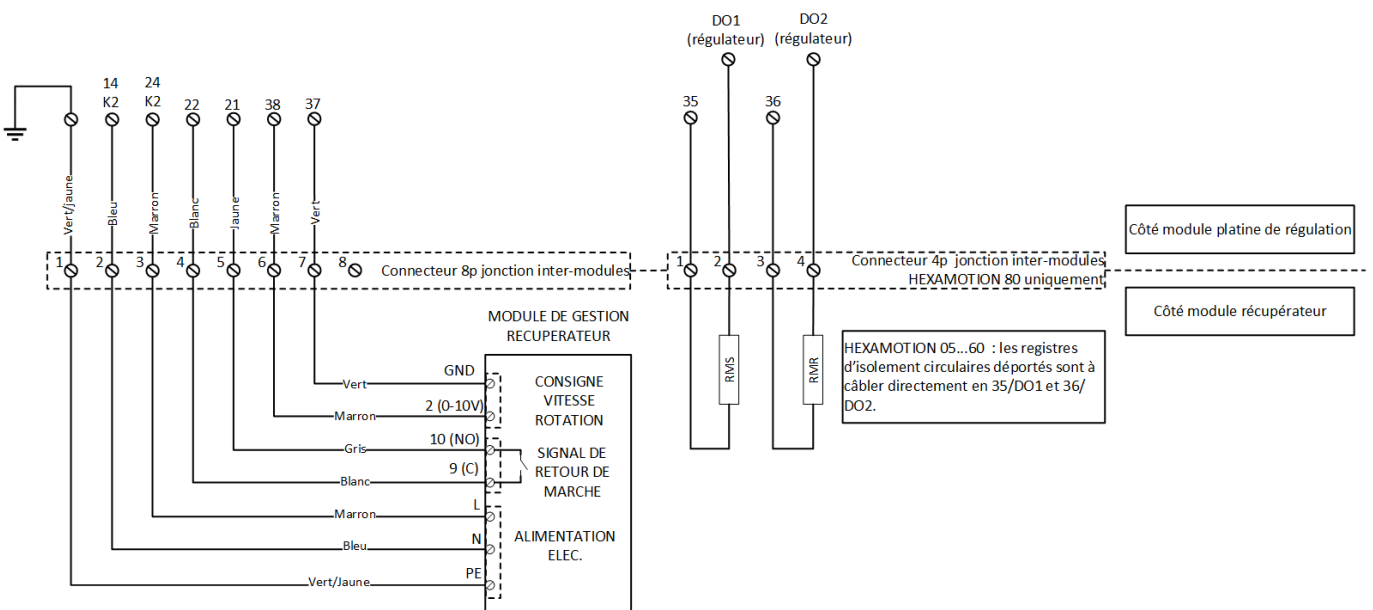 DO1
(régulateur)
DO2
(régulateur)
14
K2
24
K2
22
21
38
37
35
36
Vert/jaune
Bleu
Marron
Blanc
Jaune
Marron
Vert
1
2
3
4
5
6
7
8
Connecteur 8p jonction inter-modules
1
2
3
4
Connecteur 4p jonction inter-modules
HEXAMOTION 80 uniquement
Côté module platine de régulation
Côté module récupérateur
MODULE DE GESTION
RECUPERATEUR
RMS
RMR
HEXAMOTION 05...60 : les registres
d'isolement circulaires déportés sont à
câbler directement en 35/DO1 et 36/
DO2.
GND
Vert
2 (0-10V)
Marron
CONSIGNE
VITESSE
ROTATION
10 (NO)
Gris
9 (C)
Blanc
SIGNAL DE
RETOUR DE
MARCHE
L
Marron
N
Bleu
PE
Vert/Jaune
ALIMENTATION
ELEC.